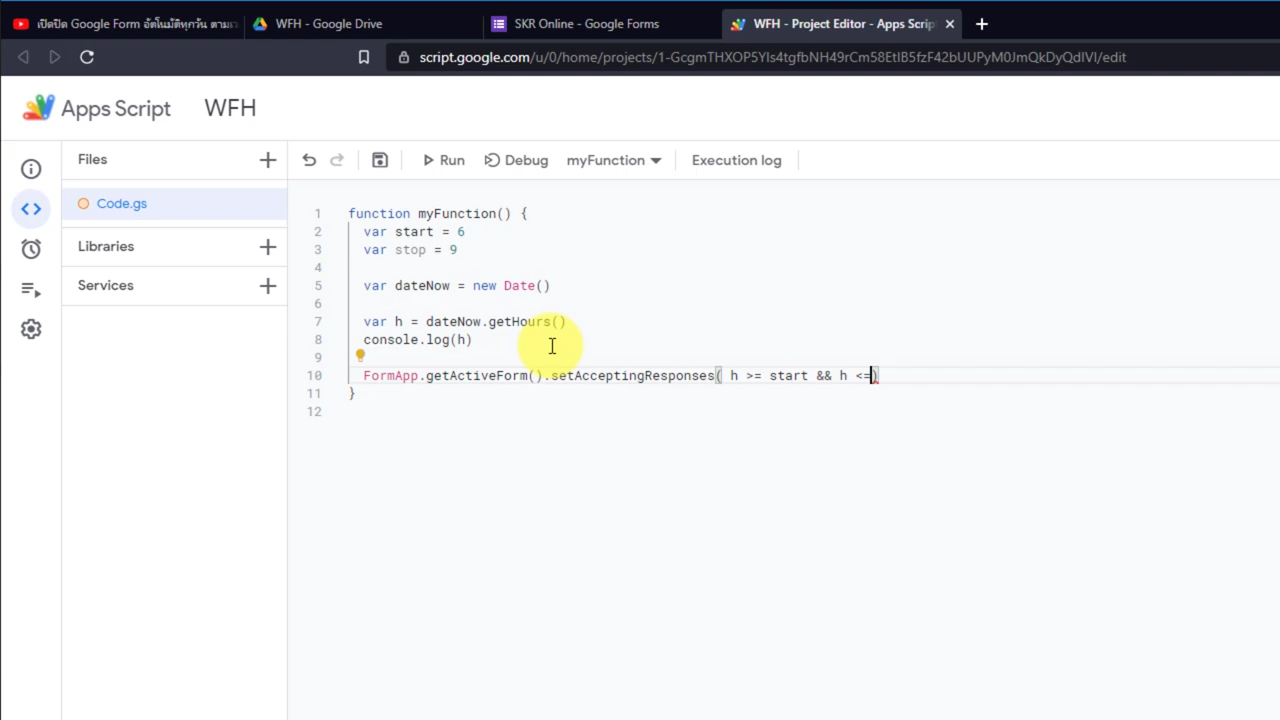 เปิดปิด Google Form อัตโนมัติทุกวัน ตามเว
WFH - Google Drive
SKR Online - Google Forms
WFH - Project Editor - Apps Scrip
script.google.com/u/0/home/projects/1-GcgmTHXOP5YIs4tgfbNH49rCm58EtIB5fzF42bUUPyM0JmQkDyQdIVI/edit
Apps Script WFH
Files
Run Debug myFunction Execution log
Code.gs
Libraries
Services
1 function myFunction() {
2 var start = 6
3 var stop = 9
4
5 var dateNow = new Date()
6
7 var h = dateNow.getHours()
8 console.log(h)
9
10 FormApp.getActiveForm().setAcceptingResponses( h >= start && h <=)
11 }
12